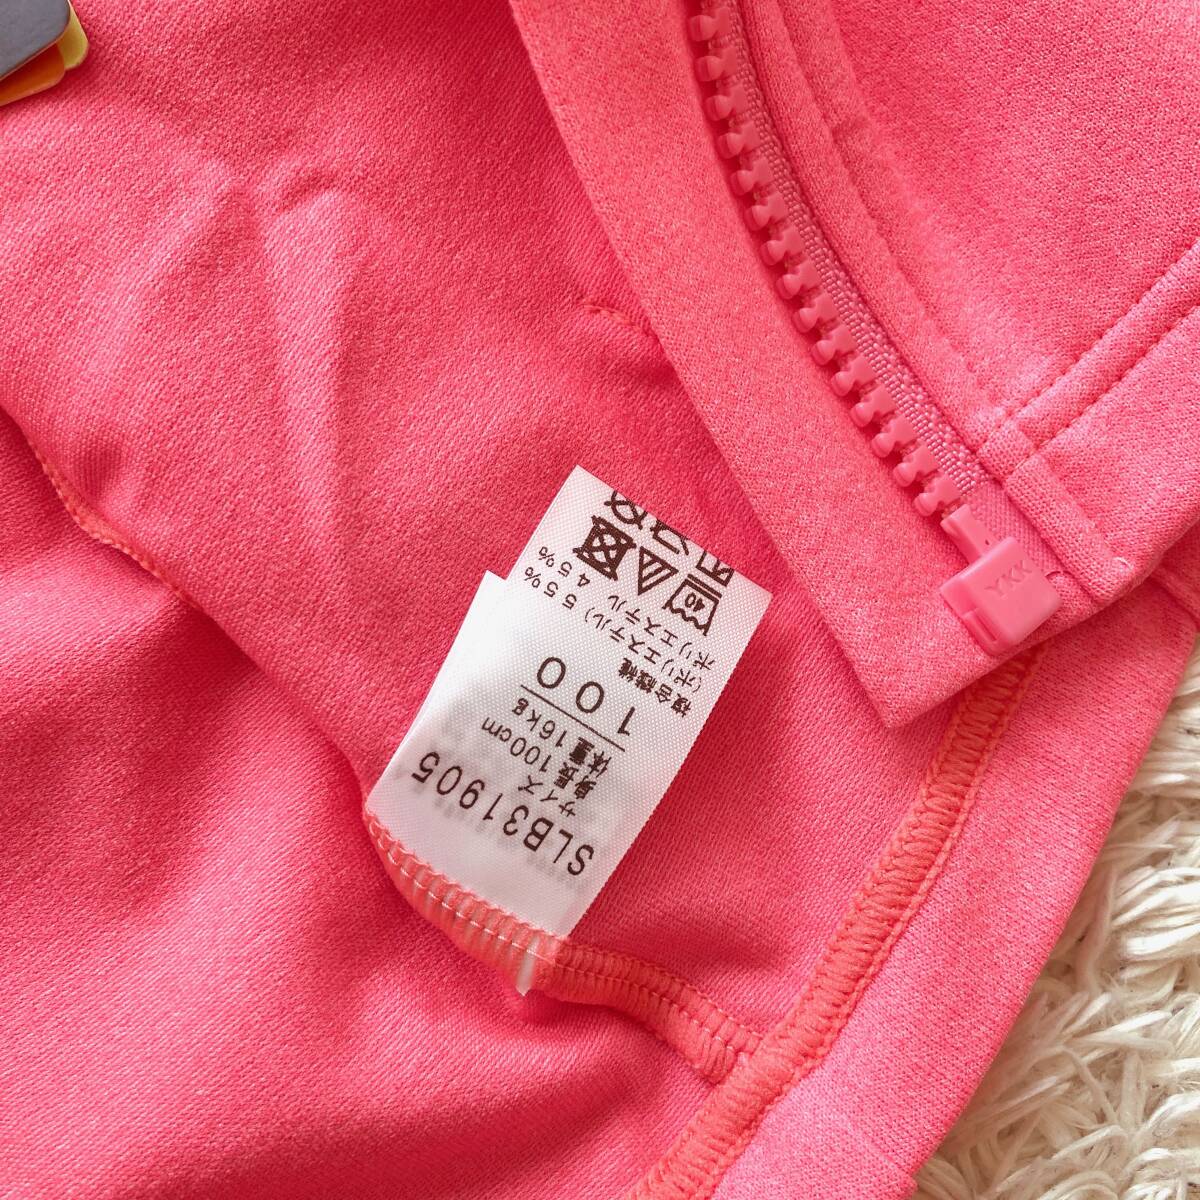 SLB31905
サイズ
身長100cm
体重16kg
100
複合繊維
(ポリエステル) 55%
ポリエステル 45%
40
YKK